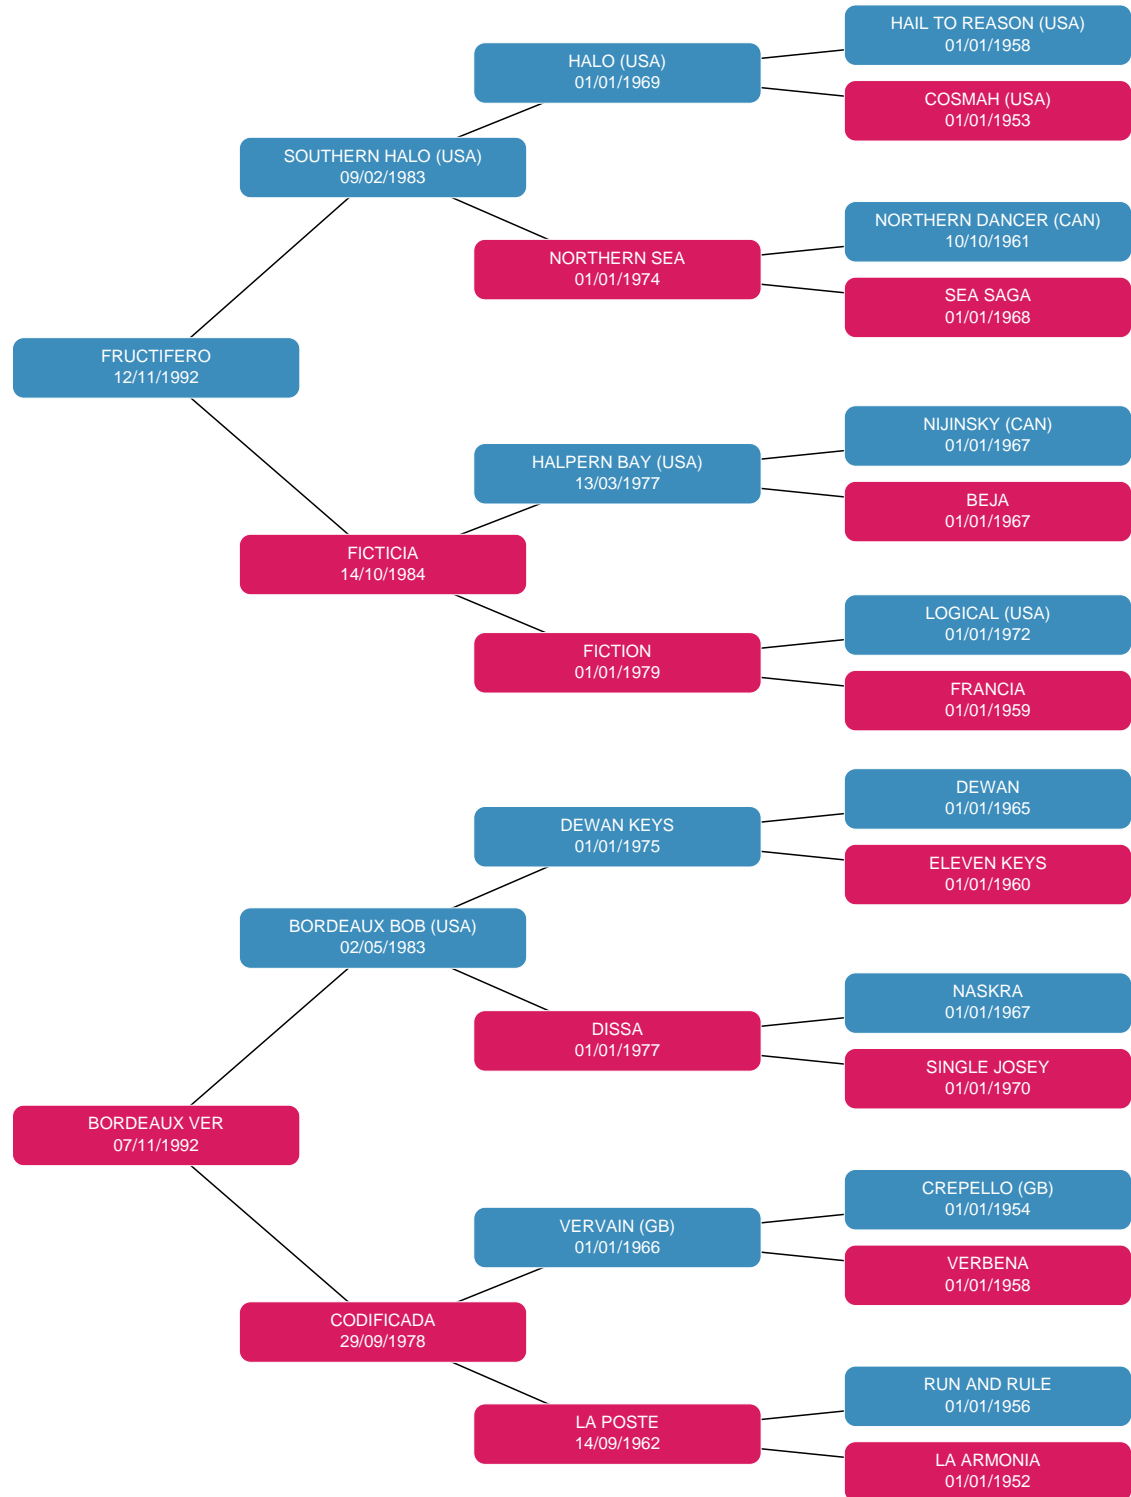 HAIL TO REASON (USA)
01/01/1958
HALO (USA)
01/01/1969
COSMAH (USA)
01/01/1953
SOUTHERN HALO (USA)
09/02/1983
NORTHERN DANCER (CAN)
10/10/1961
NORTHERN SEA
01/01/1974
SEA SAGA
01/01/1968
FRUCTIFERO
12/11/1992
NIJINSKY (CAN)
01/01/1967
HALPERN BAY (USA)
13/03/1977
BEJA
01/01/1967
FICTICIA
14/10/1984
LOGICAL (USA)
01/01/1972
FICTION
01/01/1979
FRANCIA
01/01/1959
DEWAN
01/01/1965
DEWAN KEYS
01/01/1975
ELEVEN KEYS
01/01/1960
BORDEAUX BOB (USA)
02/05/1983
NASKRA
01/01/1967
DISSA
01/01/1977
SINGLE JOSEY
01/01/1970
BORDEAUX VER
07/11/1992
CREPELLO (GB)
01/01/1954
VERVAIN (GB)
01/01/1966
VERBENA
01/01/1958
CODIFICADA
29/09/1978
RUN AND RULE
01/01/1956
LA POSTE
14/09/1962
LA ARMONIA
01/01/1952